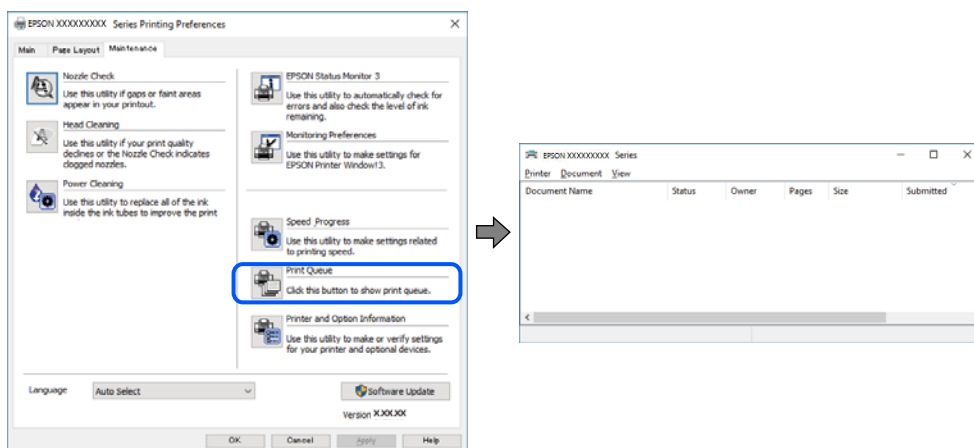 EPSON XXXXXXXXX Series Printing Preferences
Main Page Layout Maintenance
Nozzle Check
Use this utility if gaps or faint areas
appear in your printout.
Head Cleaning
Use this utility if your print quality
declines or the Nozzle Check indicates
clogged nozzles.
Power Cleaning
Use this utility to replace all of the ink
inside the ink tubes to improve the print
EPSON Status Monitor 3
Use this utility to automatically check for
errors and also check the level of ink
remaining.
Monitoring Preferences
Use this utility to make settings for
EPSON Printer Window!3.
Speed Progress
Use this utility to make settings related
to printing speed.
Print Queue
Click this button to show print queue.
Printer and Option Information
Use this utility to make or verify settings
for your printer and optional devices.
Language Auto Select
Software Update
Version X.XX.XX
OK Cancel Apply Help
EPSON XXXXXXXXX Series
Printer Document View
Document Name Status Owner Pages Size Submitted